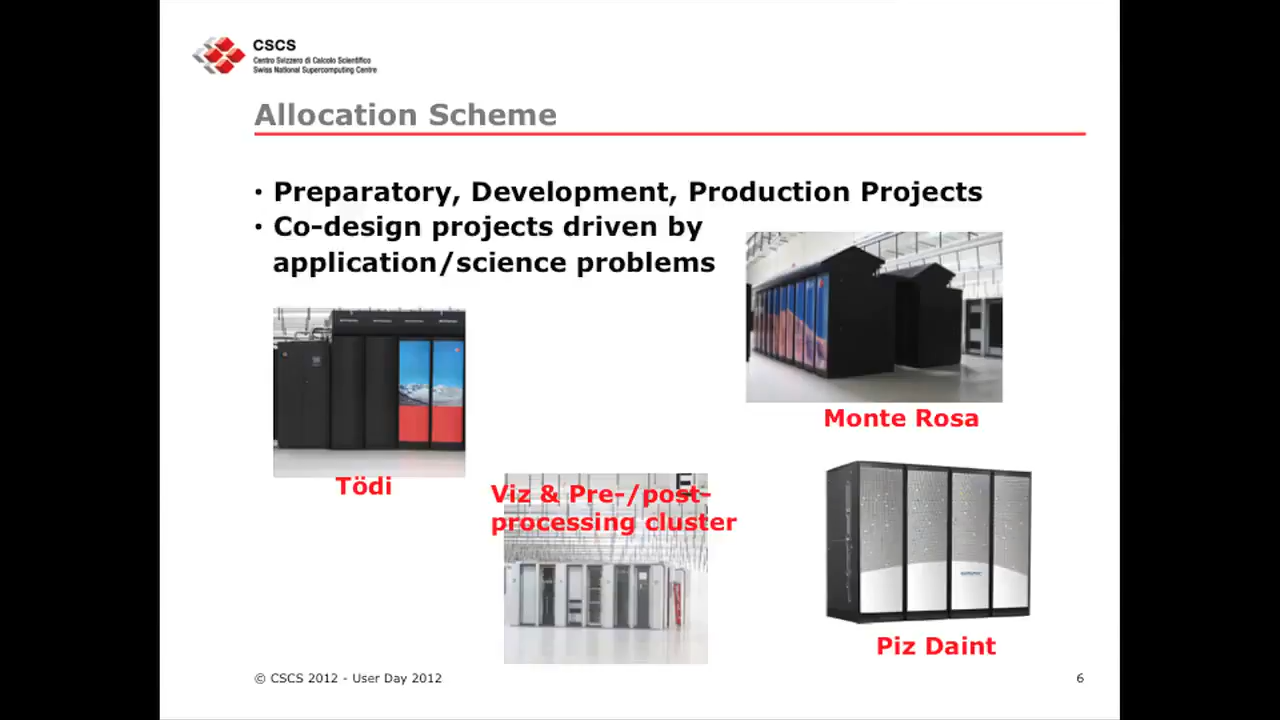 CSCS
Centro Svizzero di Calcolo Scientifico
Swiss National Supercomputing Centre
Allocation Scheme
• Preparatory, Development, Production Projects
• Co-design projects driven by
application/science problems
Monte Rosa
Tödi
Viz & Pre-/post-
processing cluster
Piz Daint
© CSCS 2012 - User Day 2012
6